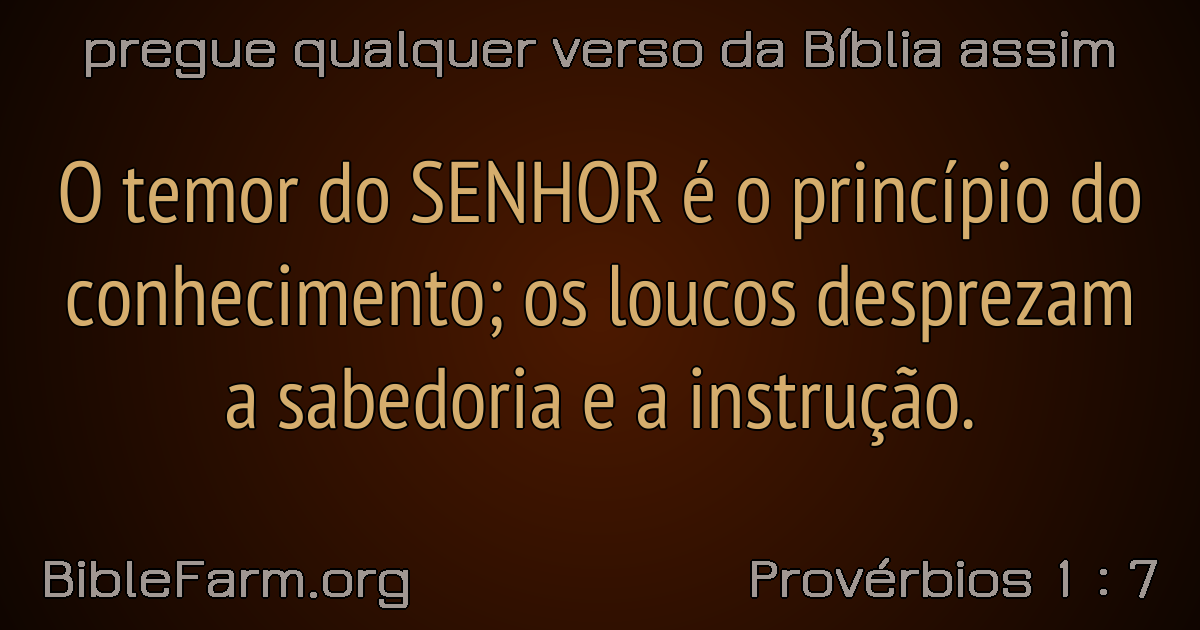 pregue qualquer verso da Bíblia assim
O temor do SENHOR é o princípio do
conhecimento; os loucos desprezam
a sabedoria e a instrução.
BibleFarm.org
Provérbios 1 : 7